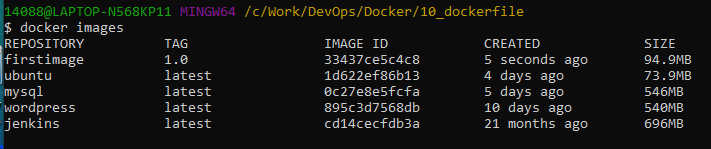 14088@LAPTOP-N568KP11 MINGW64 /c/Work/DevOps/Docker/10_dockerfile
$ docker images
REPOSITORY TAG IMAGE ID CREATED SIZE
firstimage 1.0 33437ce5c4c8 5 seconds ago 94.9MB
ubuntu latest 1d622ef86b13 4 days ago 73.9MB
mysql latest 0c27e8e5fcfa 5 days ago 546MB
wordpress latest 895c3d7568db 10 days ago 540MB
jenkins latest cd14cecfdb3a 21 months ago 696MB